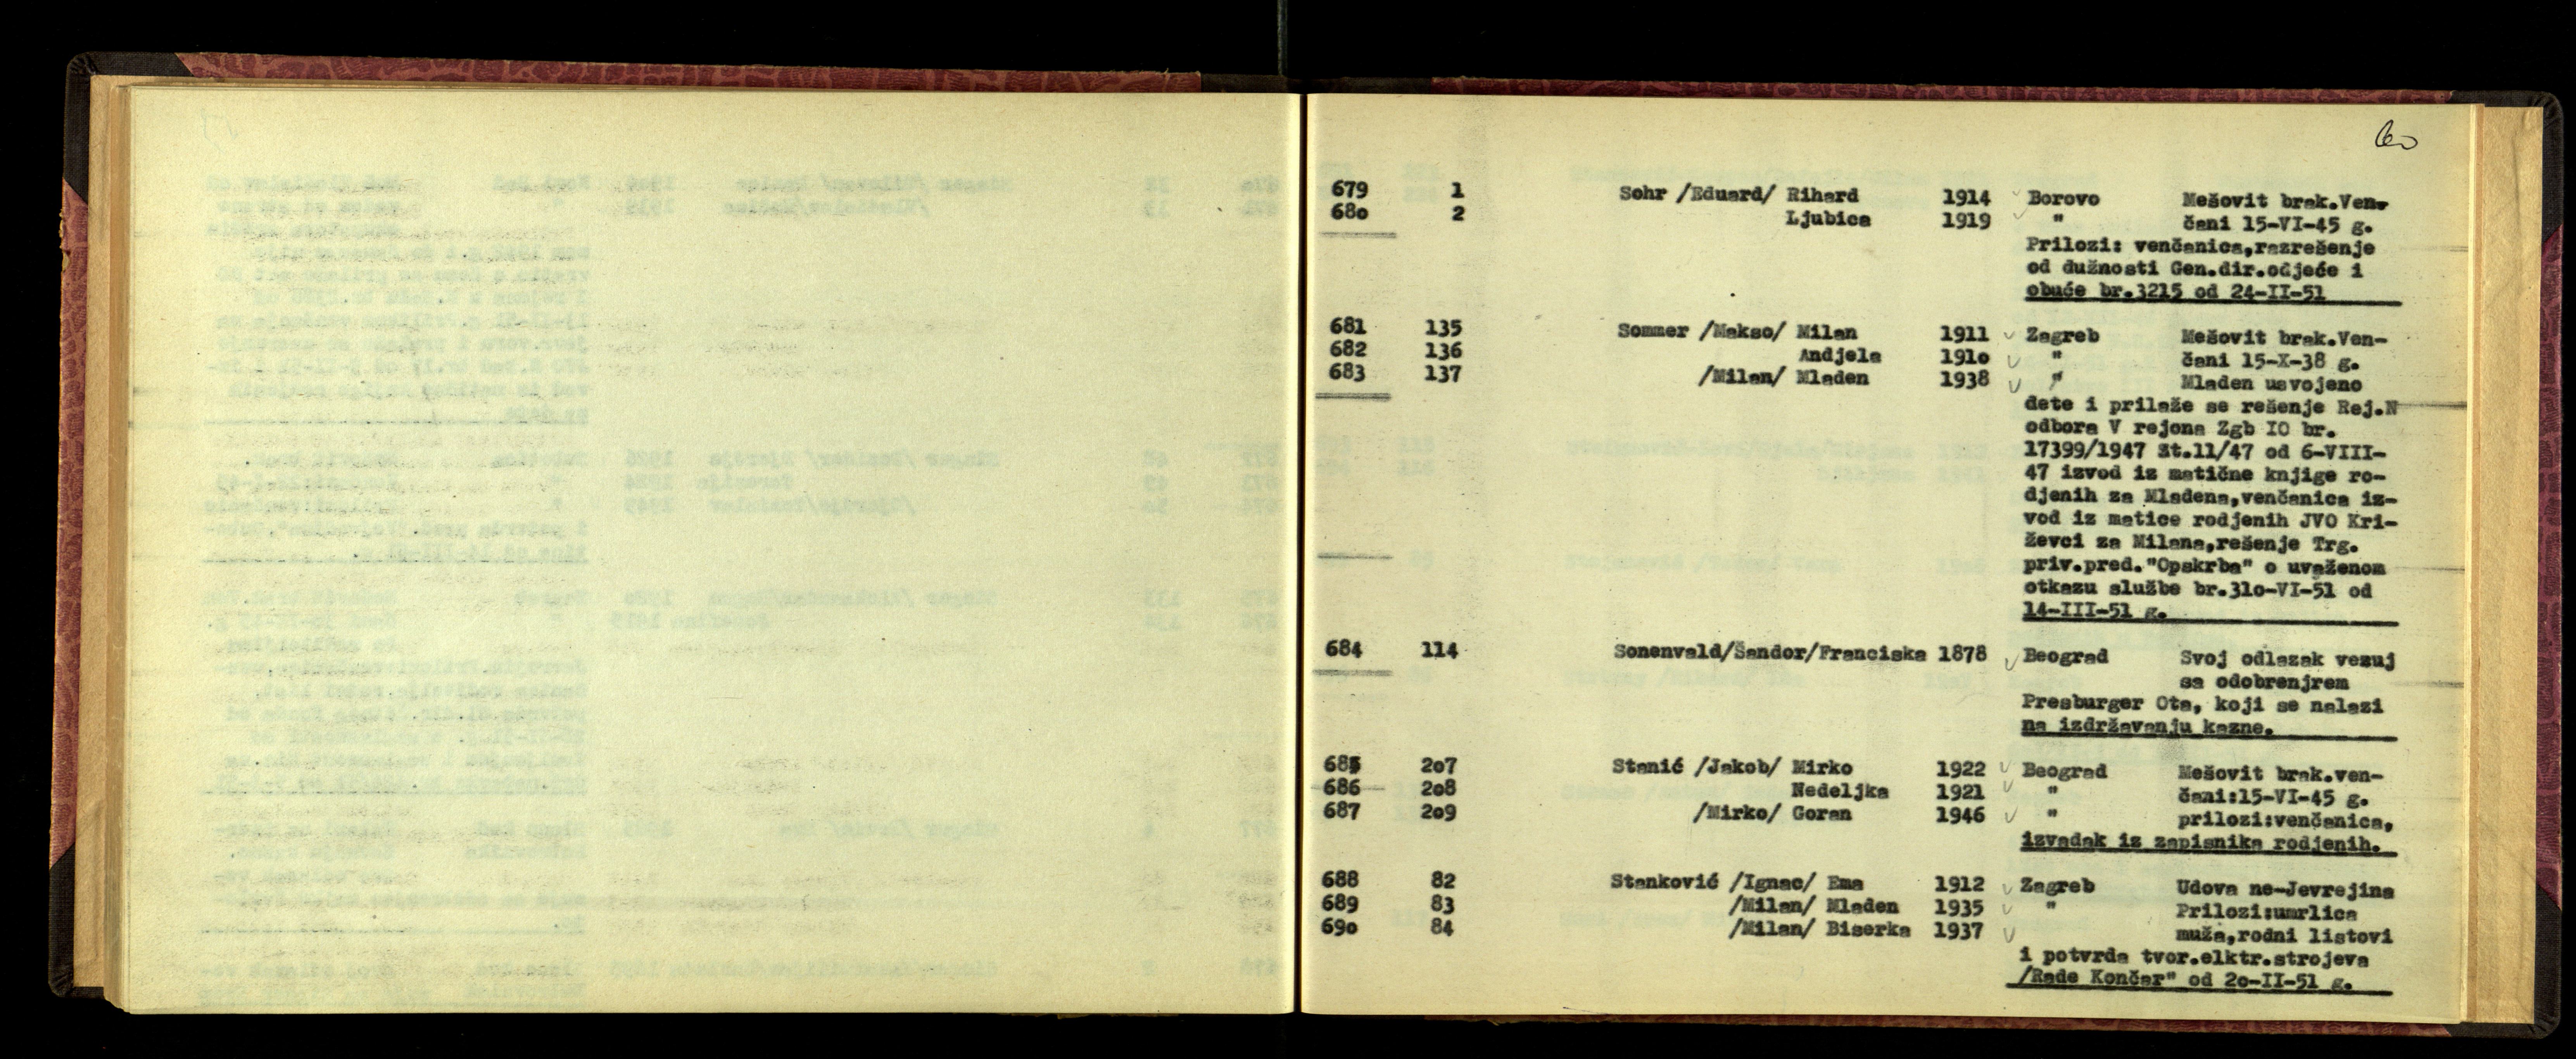 60
679 1 Sohr /Eduard/ Rihard 1914 Borovo Mešovit brak.Ven-
680 2 Ljubica 1919 " čani 15-VI-45 g.
Prilozi: venčanica,razrešenje
od dužnosti Gen.dir.odjeće i
obuće br.3215 od 24-II-51
681 135 Sommer /Makso/ Milan 1911 Zagreb Mešovit brak.Ven-
682 136 Andjela 191o " čani 15-X-38 g.
683 137 /Milan/ Mladen 1938 " Mladen usvojeno
dete i prilaže se rešenje Rej.N
odbora V rejona Zgb IO br.
17399/1947 Št.11/47 od 6-VIII-
47 izvod iz matične knjige ro-
djenih za Mladena,venčanica iz-
vod iz matice rodjenih JVO Kri-
ževci za Milana,rešenje Trg.
priv.pred."Opskrba" o uvaženom
otkazu službe br.31o-VI-51 od
14-III-51 g.
684 114 Sonenvald/Šandor/Franciska 1878 Beograd Svoj odlazak vezuj
sa odobrenjrem
Presburger Ota, koji se nalazi
na izdržavanju kazne.
685 2o7 Stanić /Jakob/ Mirko 1922 Beograd Mešovit brak.ven-
686 2o8 Nedeljka 1921 " čani:15-VI-45 g.
687 2o9 /Mirko/ Goran 1946 " prilozi:venčanica,
izvadak iz zapisnika rodjenih.
688 82 Stanković /Ignac/ Ema 1912 Zagreb Udova ne-Jevrejina
689 83 /Milan/ Mladen 1935 " Prilozi:umrlica
69o 84 /Milan/ Biserka 1937 muža,rodni listovi
i potvrda tvor.elktr.strojeva
/Rade Končar" od 2o-II-51 g.